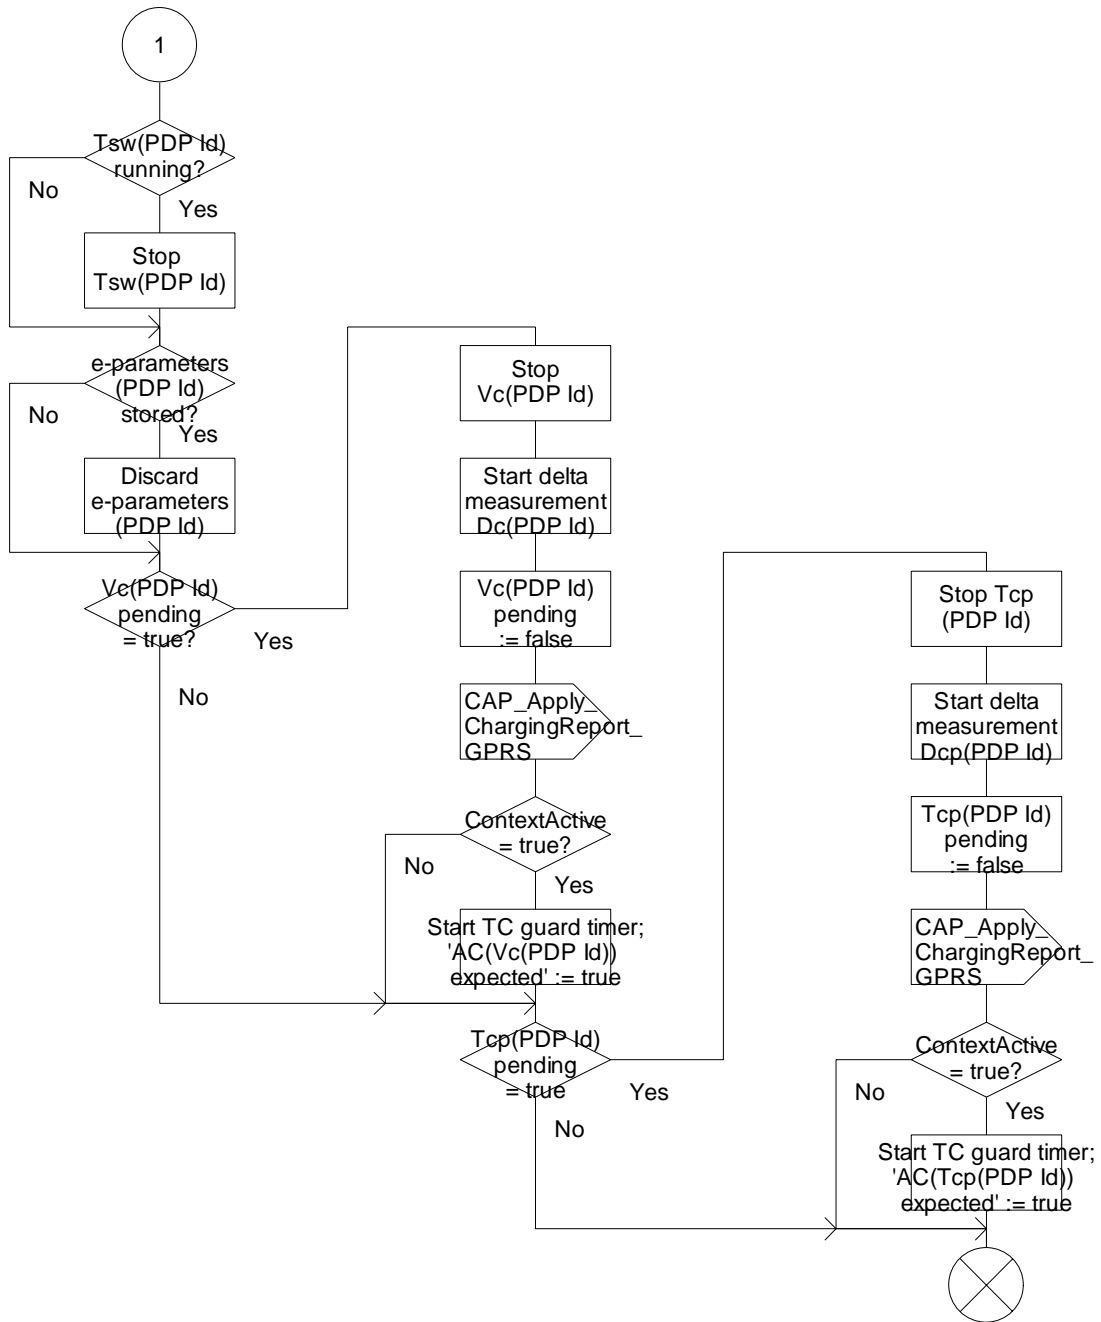 1
Tsw(PDP Id)
running?
No
Yes
Stop
Tsw(PDP Id)
e-parameters
(PDP Id)
stored?
No
Yes
Discard
e-parameters
(PDP Id)
Vc(PDP Id)
pending
= true?
Yes
No
Stop
Vc(PDP Id)
Start delta
measurement
Dc(PDP Id)
Vc(PDP Id)
pending
:= false
CAP_Apply_
ChargingReport_
GPRS
ContextActive
= true?
No
Yes
Start TC guard timer;
'AC(Vc(PDP Id))
expected' := true
Tcp(PDP Id)
pending
= true
Yes
No
Stop Tcp
(PDP Id)
Start delta
measurement
Dcp(PDP Id)
Tcp(PDP Id)
pending
:= false
CAP_Apply_
ChargingReport_
GPRS
ContextActive
= true?
No
Yes
Start TC guard timer;
'AC(Tcp(PDP Id))
expected' := true